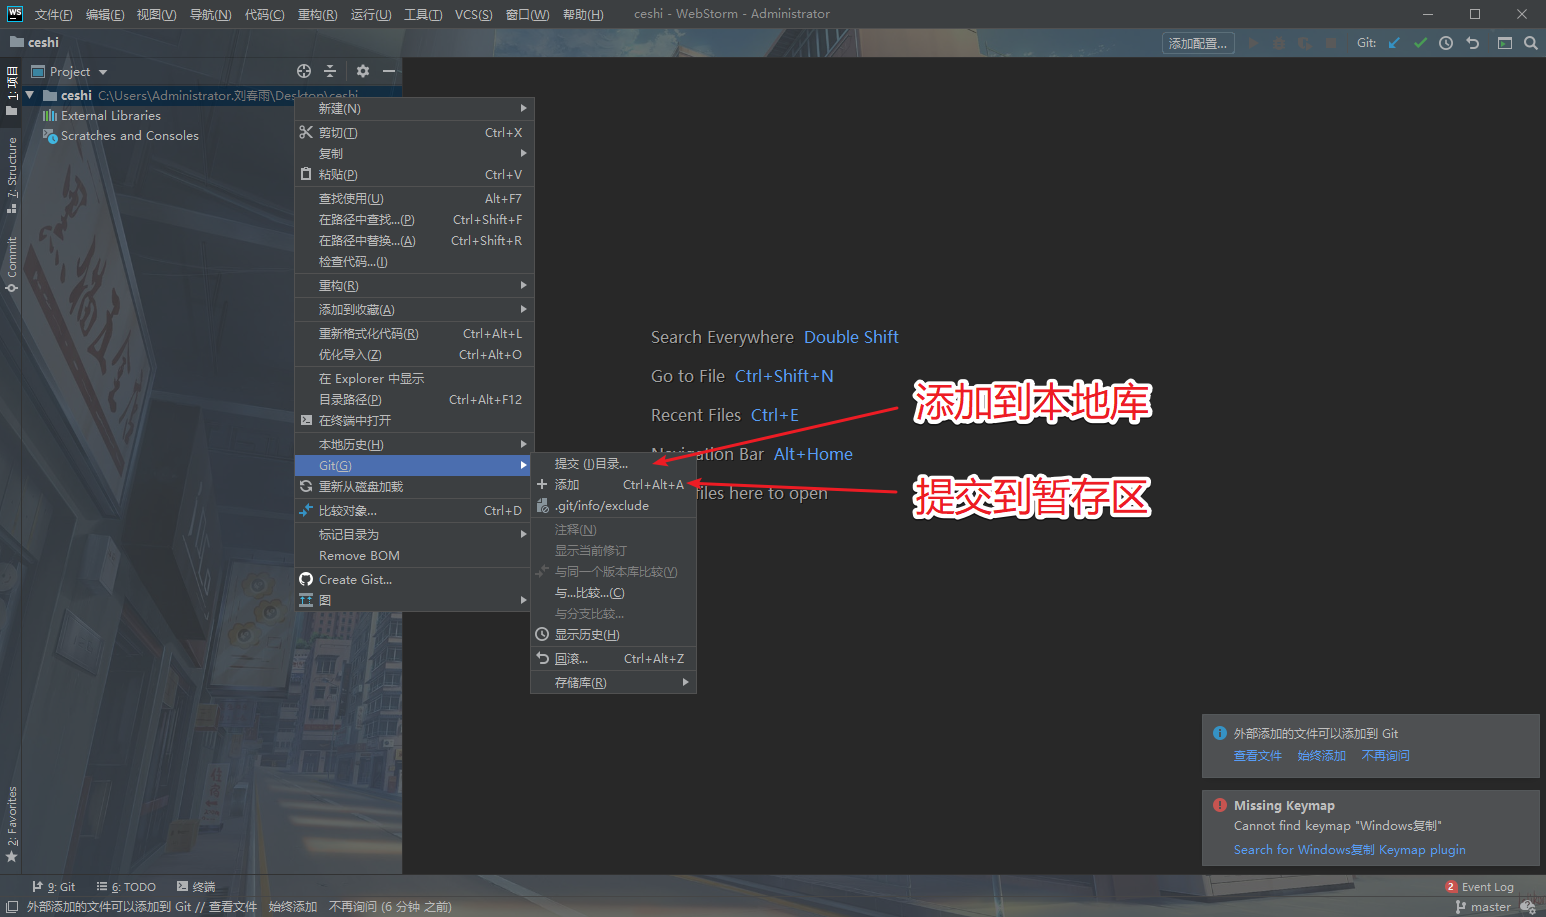 WS 文件(F) 编辑(E) 视图(V) 导航(N) 代码(C) 重构(R) 运行(U) 工具(T) VCS(S) 窗口(W) 帮助(H) ceshi - WebStorm - Administrator
ceshi
添加配置...
Git:
1: 项目
Project
ceshi C:\Users\Administrator.刘春雨\Desktop\ceshi
External Libraries
Scratches and Consoles
7: Structure
Commit
2: Favorites
新建(N)
剪切(T) Ctrl+X
复制
粘贴(P) Ctrl+V
查找使用(U) Alt+F7
在路径中查找...(P) Ctrl+Shift+F
在路径中替换...(A) Ctrl+Shift+R
检查代码...(I)
重构(R)
添加到收藏(A)
重新格式化代码(R) Ctrl+Alt+L
优化导入(Z) Ctrl+Alt+O
在 Explorer 中显示
目录路径(P) Ctrl+Alt+F12
在终端中打开
本地历史(H)
Git(G)
重新从磁盘加载
比较对象... Ctrl+D
标记目录为
Remove BOM
Create Gist...
图
提交 (I)目录...
添加 Ctrl+Alt+A
.git/info/exclude
注释(N)
显示当前修订
与同一个版本库比较(Y)
与...比较...(C)
与分支比较...
显示历史(H)
回滚... Ctrl+Alt+Z
存储库(R)
Search Everywhere Double Shift
Go to File Ctrl+Shift+N
Recent Files Ctrl+E
Navigation Bar Alt+Home
files here to open
添加到本地库
提交到暂存区
外部添加的文件可以添加到 Git
查看文件 始终添加 不再询问
Missing Keymap
Cannot find keymap "Windows复制"
Search for Windows复制 Keymap plugin
9: Git 6: TODO 终端
2 Event Log
外部添加的文件可以添加到 Git // 查看文件 始终添加 不再询问 (6 分钟 之前)
master